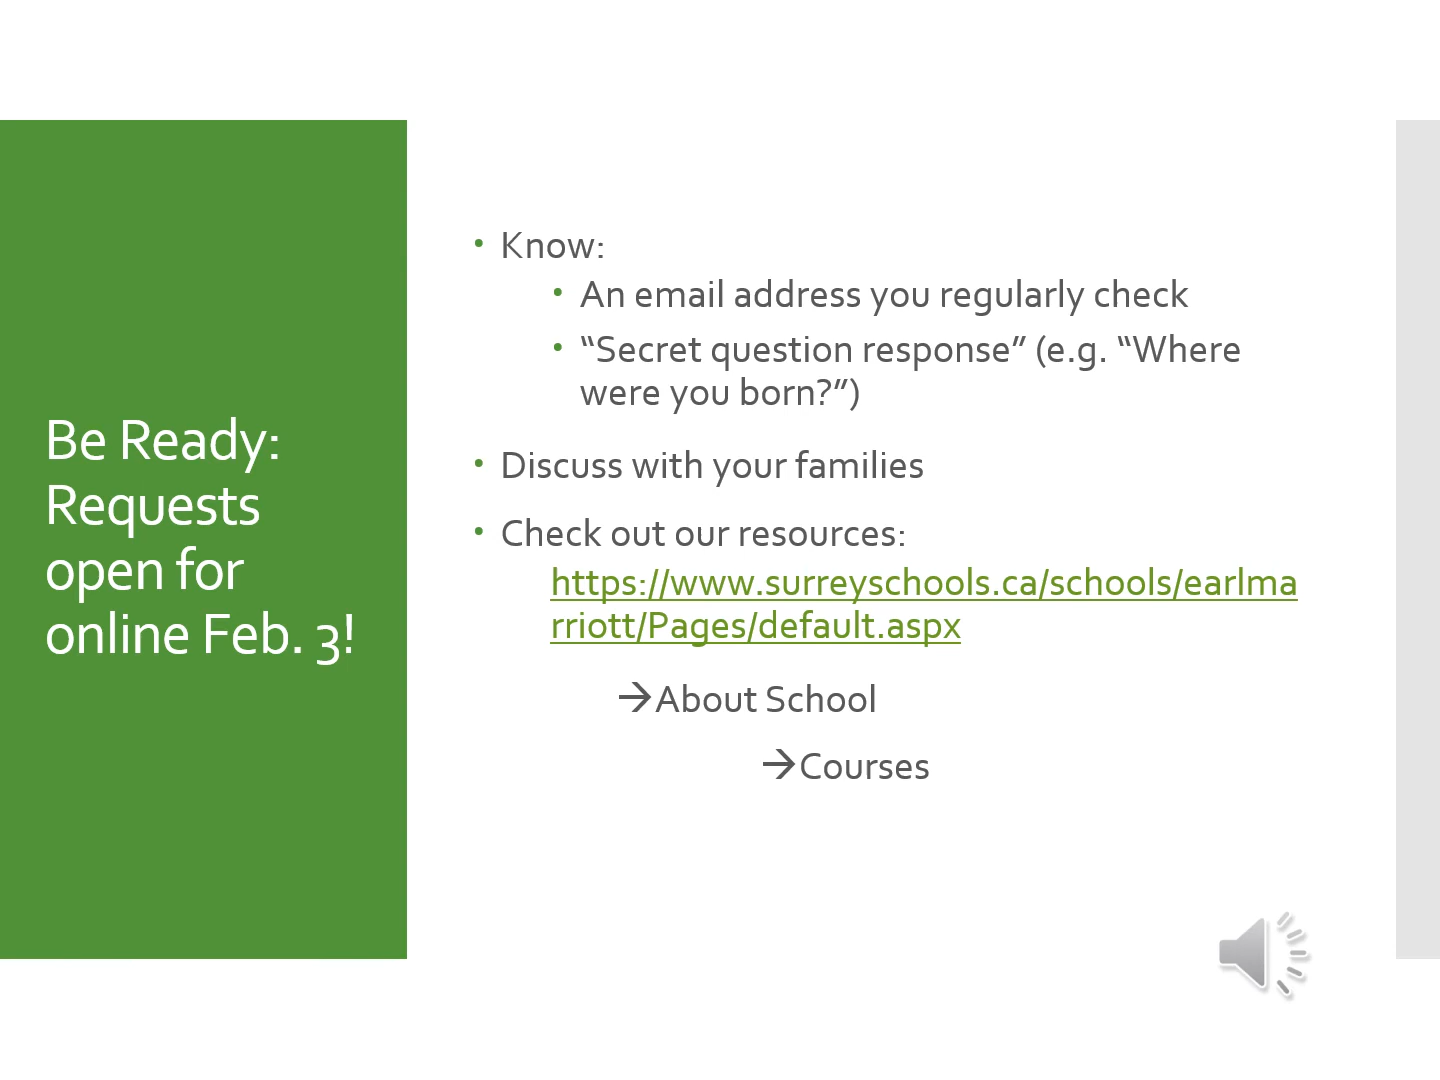 Be Ready:
Requests
open for
online Feb. 3!
• Know:
• An email address you regularly check
• “Secret question response” (e.g. “Where
were you born?”)
• Discuss with your families
• Check out our resources:
https://www.surreyschools.ca/schools/earlma
rriott/Pages/default.aspx
→About School
→Courses